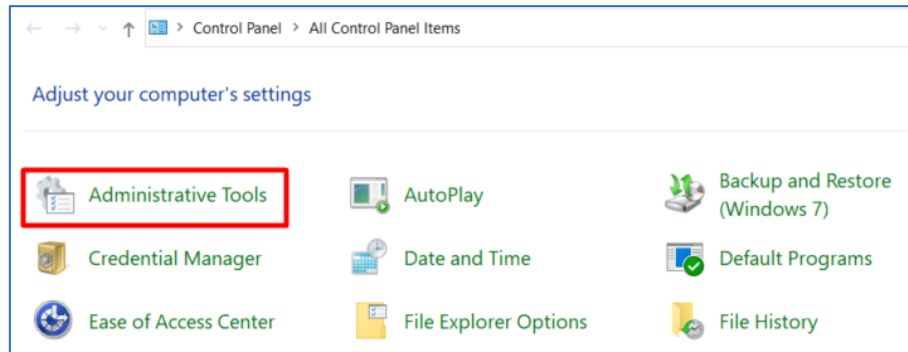 Control Panel > All Control Panel Items
Adjust your computer's settings
Administrative Tools
AutoPlay
Backup and Restore
(Windows 7)
Credential Manager
Date and Time
Default Programs
Ease of Access Center
File Explorer Options
File History